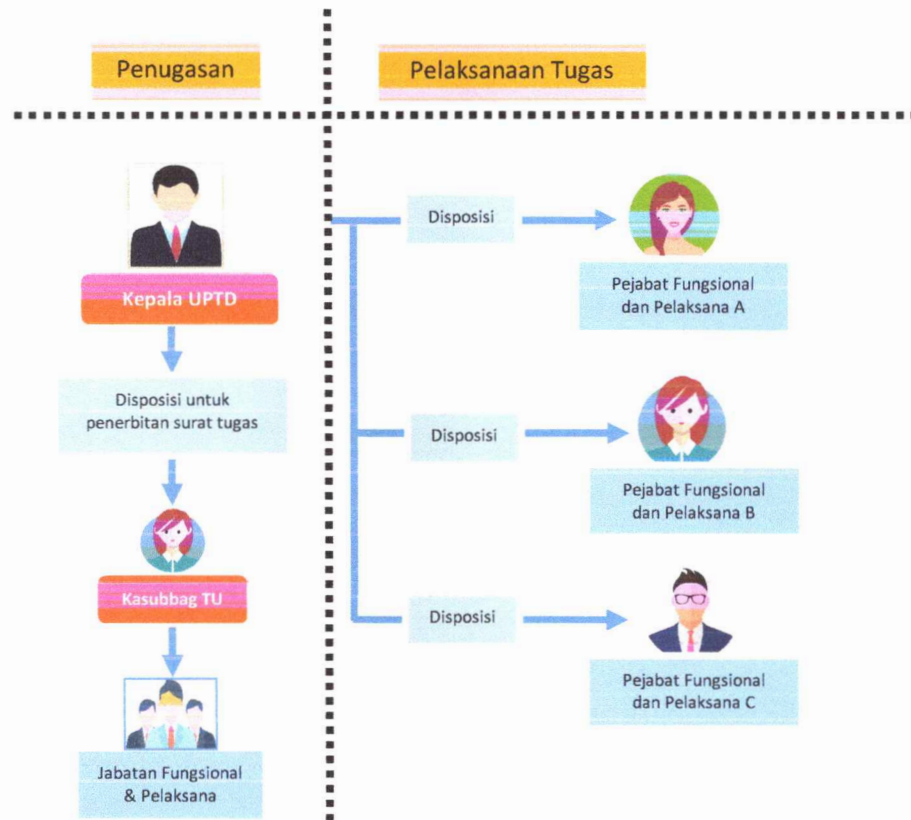 Penugasan
Pelaksanaan Tugas
Kepala UPTD
Disposisi untuk
penerbitan surat tugas
Kasubbag TU
Jabatan Fungsional
& Pelaksana
Disposisi
Pejabat Fungsional
dan Pelaksana A
Disposisi
Pejabat Fungsional
dan Pelaksana B
Disposisi
Pejabat Fungsional
dan Pelaksana C